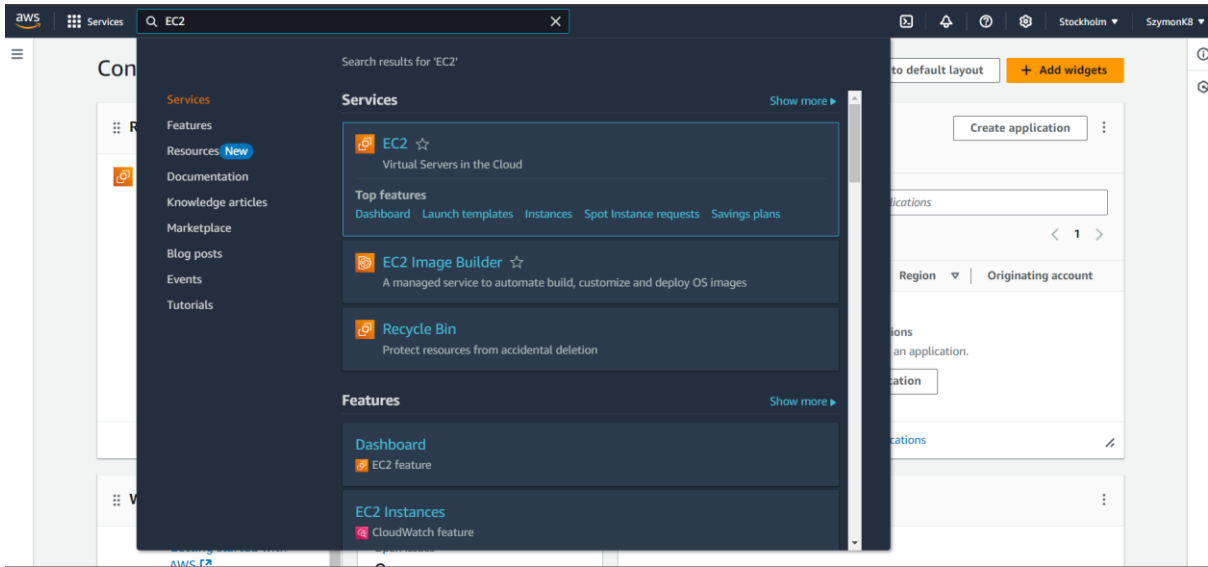 aws
Services
EC2
Stockholm
SzymonK8
Con
to default layout
+ Add widgets
Search results for 'EC2'
Services
Features
Resources New
Documentation
Knowledge articles
Marketplace
Blog posts
Events
Tutorials
Services
Show more
EC2
Virtual Servers in the Cloud
Top features
Dashboard Launch templates Instances Spot Instance requests Savings plans
EC2 Image Builder
A managed service to automate build, customize and deploy OS images
Recycle Bin
Protect resources from accidental deletion
Features
Show more
Dashboard
EC2 feature
EC2 Instances
CloudWatch feature
R
Create application
lications
1
Region
Originating account
ions
an application.
cation
cations
W
AWS